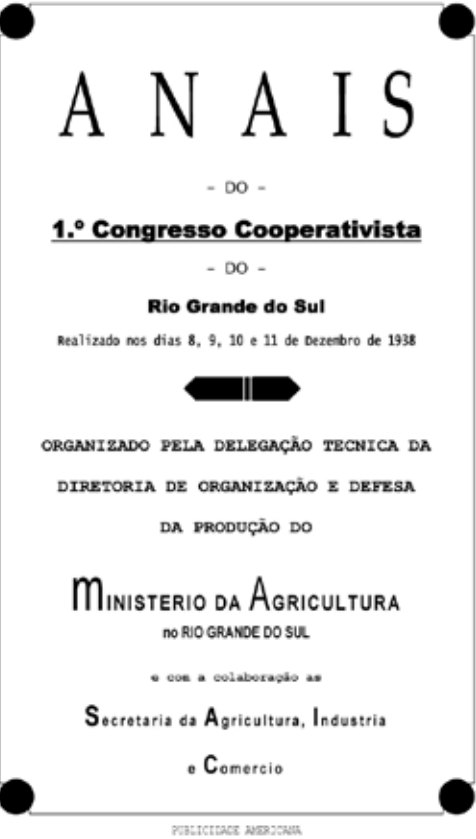 ANAIS
- DO -
1.º Congresso Cooperativista
- DO -
Rio Grande do Sul
Realizado nos dias 8, 9, 10 e 11 de Dezembro de 1938
ORGANIZADO PELA DELEGAÇÃO TECNICA DA
DIRETORIA DE ORGANIZAÇÃO E DEFESA
DA PRODUÇÃO DO
MINISTERIO DA AGRICULTURA
no RIO GRANDE DO SUL
e com a colaboração as
Secretaria da Agricultura, Industria
e Comercio
PUBLICIDADE AMERICANA